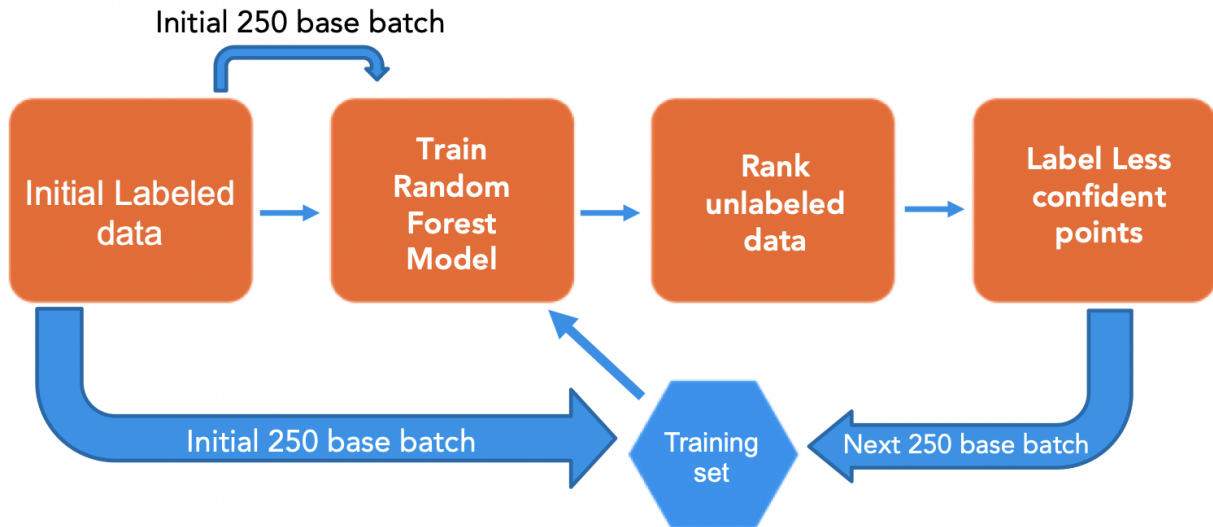 Initial 250 base batch
Initial Labeled
data
Train
Random
Forest
Model
Rank
unlabeled
data
Label Less
confident
points
Initial 250 base batch
Training
set
Next 250 base batch